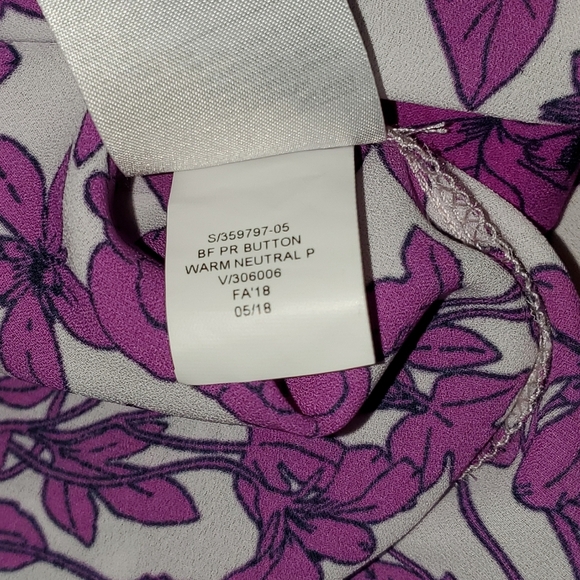 S/359797-05
BF PR BUTTON
WARM NEUTRAL P
V/306006
FA'18
05/18